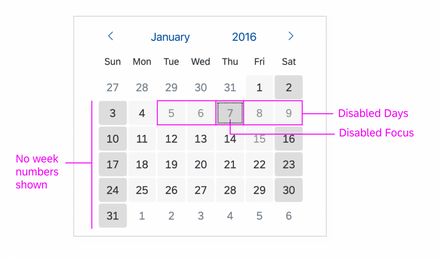 January 2016
Sun Mon Tue Wed Thu Fri Sat
27 28 29 30 31 1 2
3 4 5 6 7 8 9
Disabled Days
Disabled Focus
10 11 12 13 14 15 16
No week
numbers
shown
17 18 19 20 21 22 23
24 25 26 27 28 29 30
31 1 2 3 4 5 6